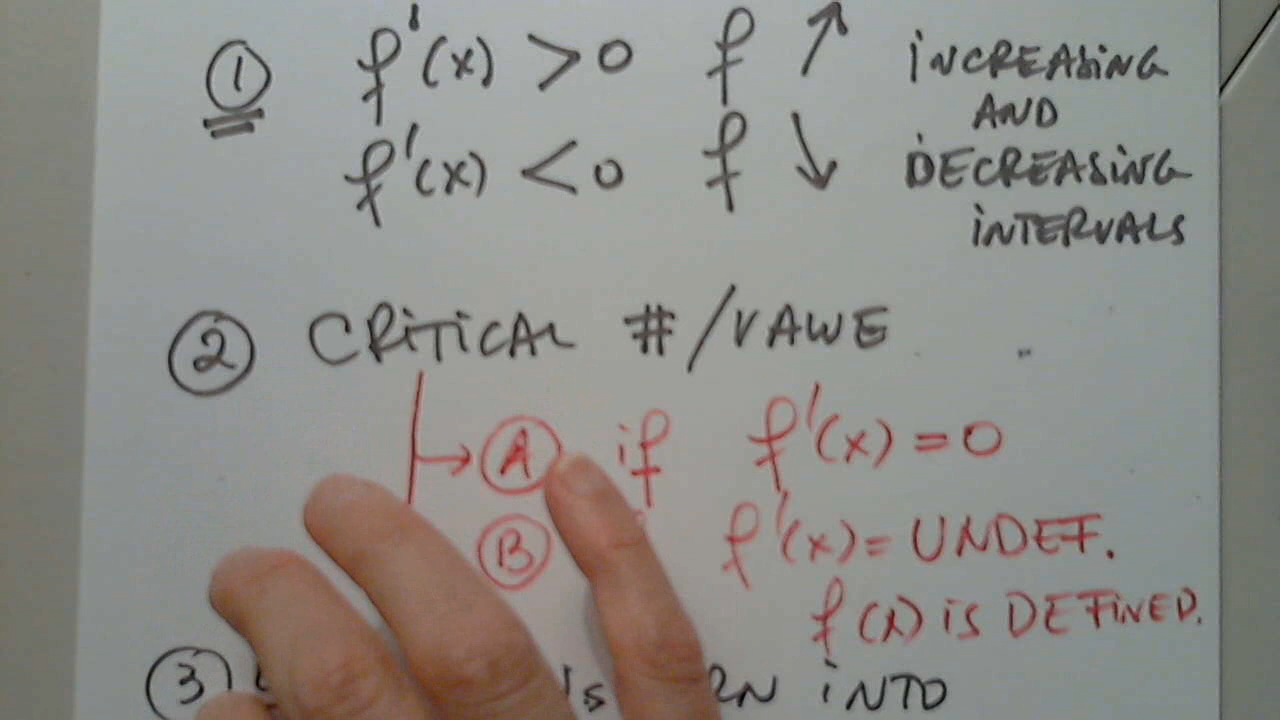 ① f'(x) > 0 f ↗ INCREASING
AND
f'(x) < 0 f ↘ DECREASING
INTERVALS
② CRITICAL # / VALUE
→ Ⓐ if f'(x) = 0
Ⓑ f'(x) = UNDEF.
f(x) is DEFINED.
③ INTO